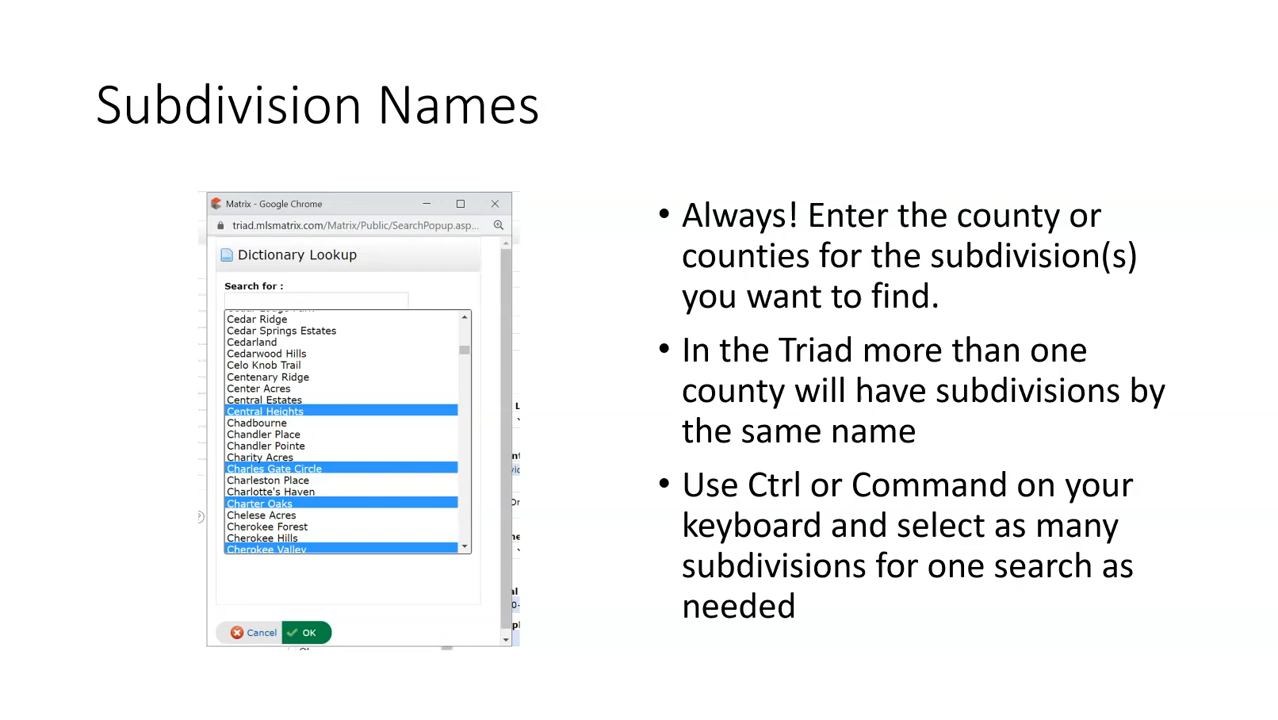 Subdivision Names
Matrix - Google Chrome
triad.mlsmatrix.com/Matrix/Public/SearchPopup.asp...
Dictionary Lookup
Search for :
Cedar Ridge
Cedar Springs Estates
Cedarland
Cedarwood Hills
Celo Knob Trail
Centenary Ridge
Center Acres
Central Estates
Central Heights
Chadbourne
Chandler Place
Chandler Pointe
Charity Acres
Charles Gate Circle
Charleston Place
Charlotte's Haven
Charter Oaks
Chelese Acres
Cherokee Forest
Cherokee Hills
Cherokee Valley
Cancel
OK
• Always! Enter the county or
counties for the subdivision(s)
you want to find.
• In the Triad more than one
county will have subdivisions by
the same name
• Use Ctrl or Command on your
keyboard and select as many
subdivisions for one search as
needed